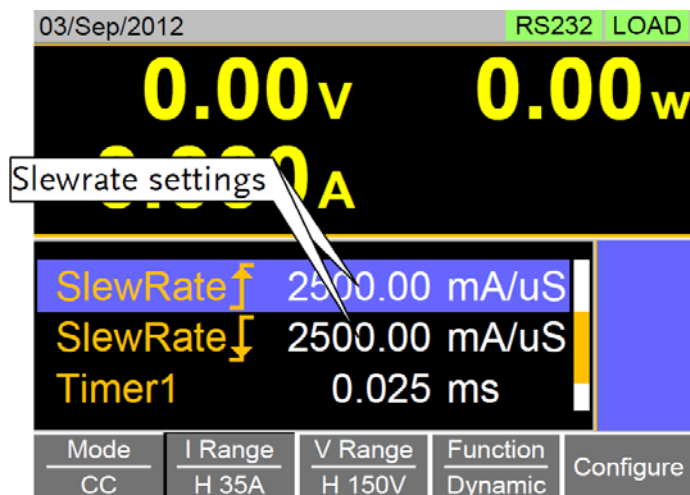 03/Sep/2012 RS232 LOAD
0.00V 0.00W
A
Slewrate settings
SlewRate 2500.00 mA/uS
SlewRate 2500.00 mA/uS
Timer1 0.025 ms
Mode I Range V Range Function Configure
CC H 35A H 150V Dynamic